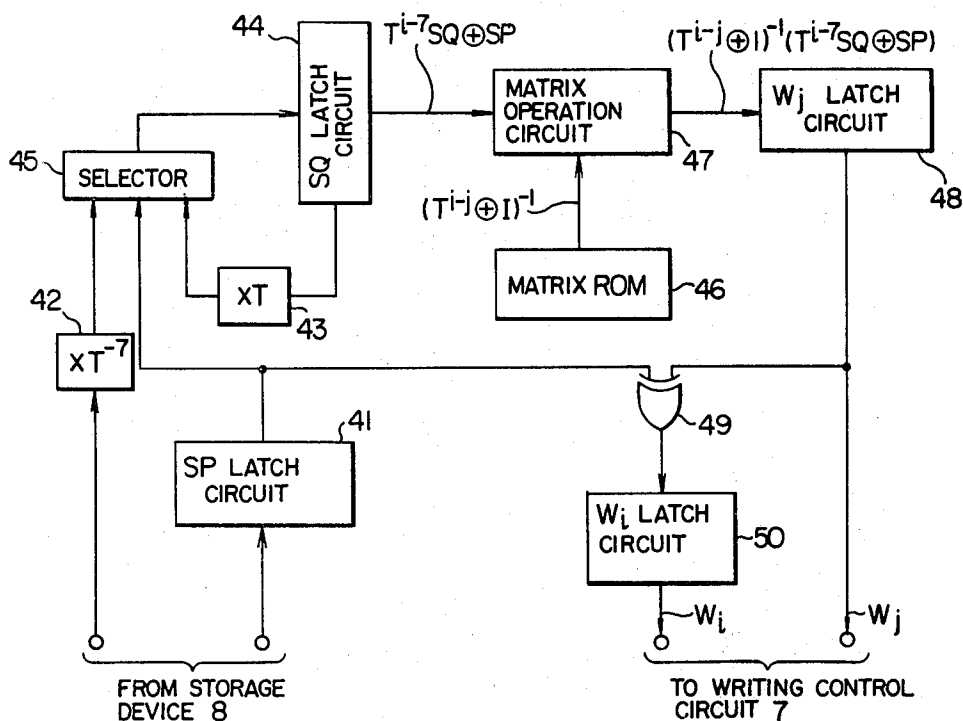 44
T^{i-7}SQ⊕SP
(T^{i-j}⊕I)^{-1}(T^{i-7}SQ⊕SP)
SQ LATCH
CIRCUIT
MATRIX
OPERATION
CIRCUIT
47
Wj LATCH
CIRCUIT
48
45
SELECTOR
(T^{i-j}⊕I)^{-1}
42
XT
43
MATRIX ROM
46
XT^{-7}
41
49
SP LATCH
CIRCUIT
Wi LATCH
CIRCUIT
50
Wi
Wj
FROM STORAGE
DEVICE 8
TO WRITING CONTROL
CIRCUIT 7